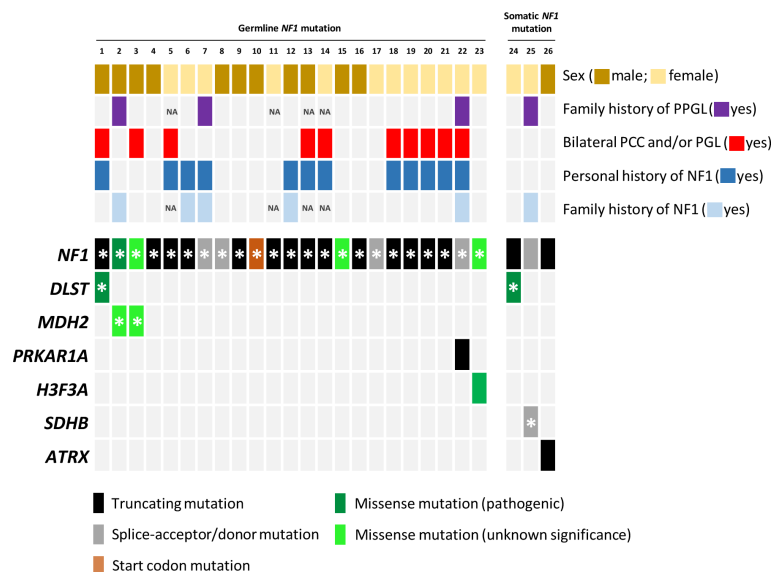 Germline NF1 mutation
Somatic NF1
mutation
1 2 3 4 5 6 7 8 9 10 11 12 13 14 15 16 17 18 19 20 21 22 23 24 25 26
Sex (male; female)
NA NA NA NA
Family history of PPGL (yes)
Bilateral PCC and/or PGL (yes)
Personal history of NF1 (yes)
NA NA NA NA
Family history of NF1 (yes)
NF1 * * * * * * * * * * * * * * * * * * * * * * *
DLST * *
MDH2 * *
PRKAR1A
H3F3A
SDHB *
ATRX
Truncating mutation
Missense mutation (pathogenic)
Splice-acceptor/donor mutation
Missense mutation (unknown significance)
Start codon mutation